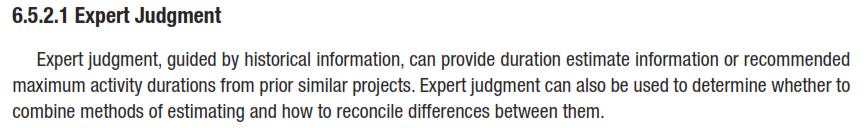 6.5.2.1 Expert Judgment
Expert judgment, guided by historical information, can provide duration estimate information or recommended
maximum activity durations from prior similar projects. Expert judgment can also be used to determine whether to
combine methods of estimating and how to reconcile differences between them.